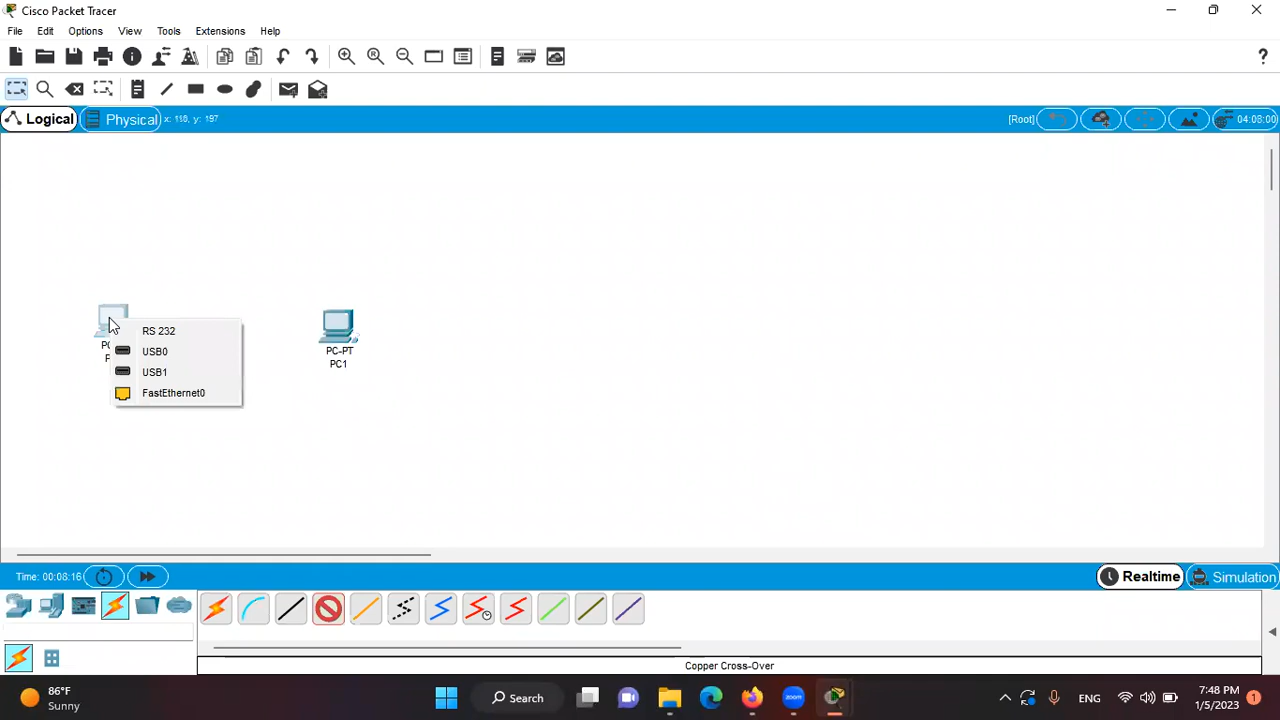 Cisco Packet Tracer
File Edit Options View Tools Extensions Help
?
Logical Physical x: 118, y: 197 [Root] 04:08:00
RS 232
USB0
USB1
FastEthernet0
PC-PT
PC1
Time: 00:08:16 Realtime Simulation
Copper Cross-Over
86°F
Sunny
Search
ENG
7:48 PM
1/5/2023
1